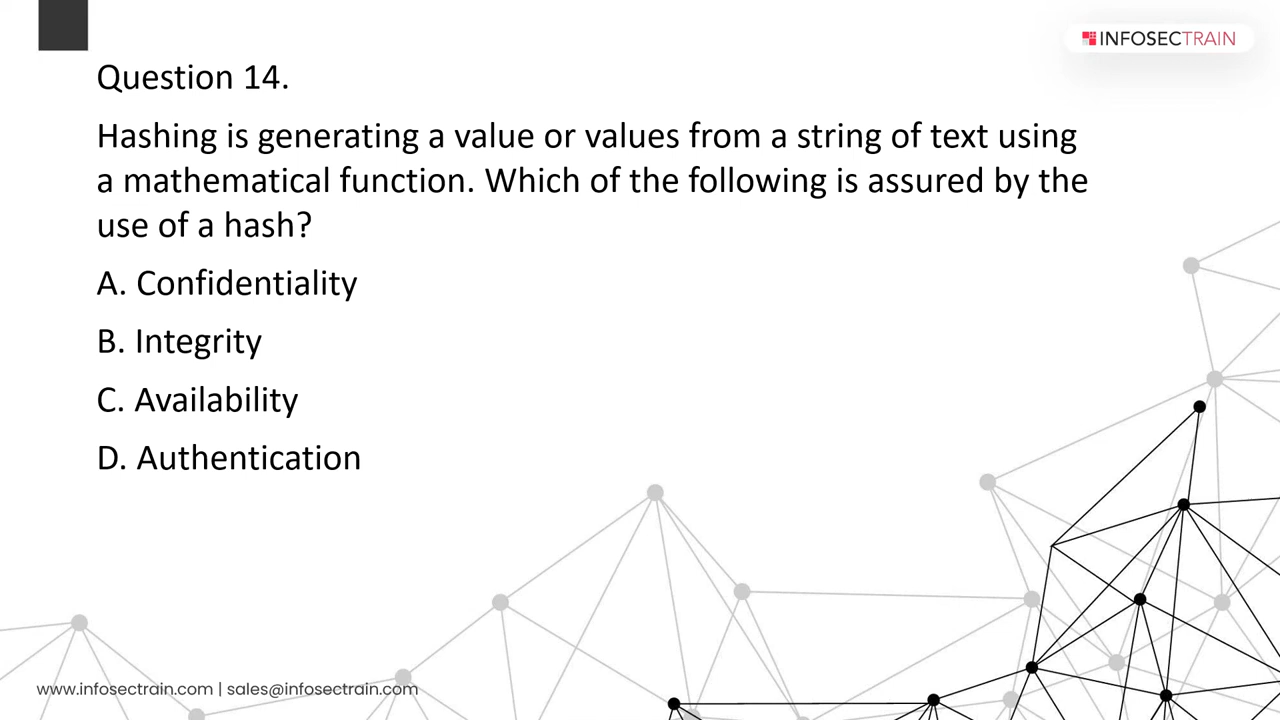 INFOSECTRAIN
Question 14.
Hashing is generating a value or values from a string of text using
a mathematical function. Which of the following is assured by the
use of a hash?
A. Confidentiality
B. Integrity
C. Availability
D. Authentication
www.infosectrain.com | sales@infosectrain.com